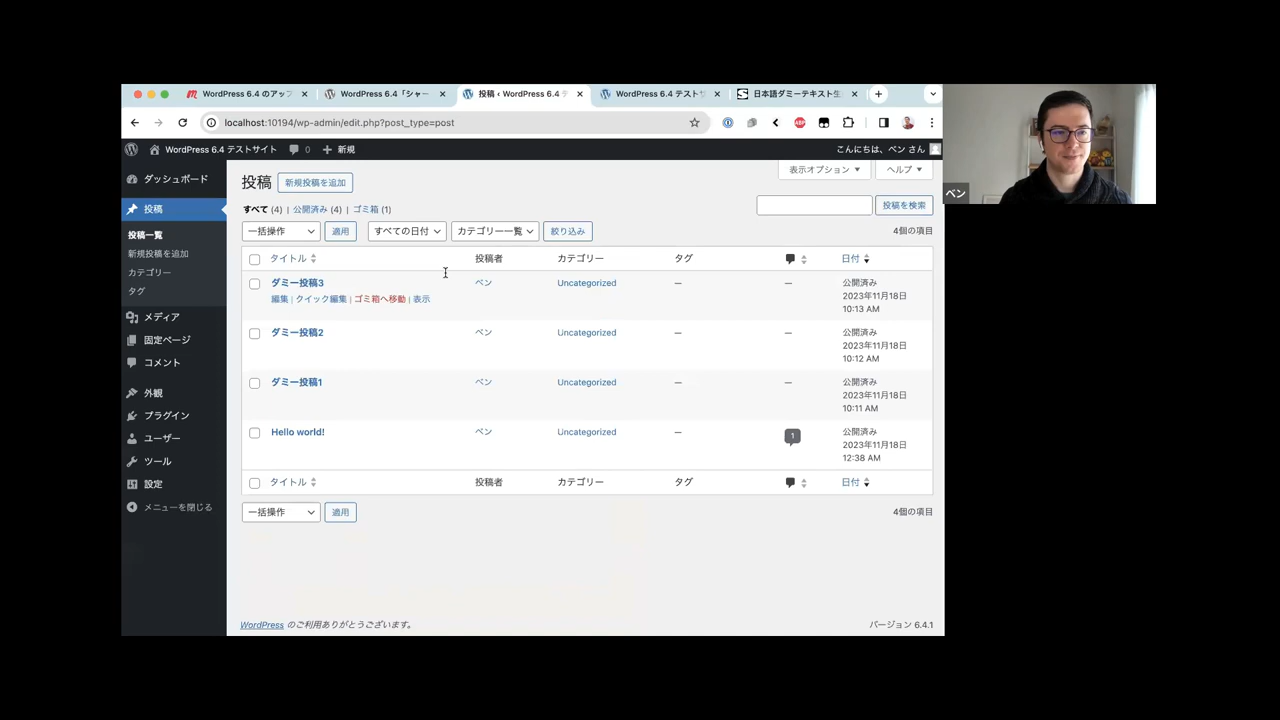 WordPress 6.4 のアップ
WordPress 6.4「シャー
投稿 ‹ WordPress 6.4 テ
WordPress 6.4 テストサ
日本語ダミーテキスト生
localhost:10194/wp-admin/edit.php?post_type=post
ABP
WordPress 6.4 テストサイト 0 新規 こんにちは、ベン さん
表示オプション ヘルプ
ダッシュボード
投稿
投稿一覧
新規投稿を追加
カテゴリー
タグ
メディア
固定ページ
コメント
外観
プラグイン
ユーザー
ツール
設定
メニューを閉じる
投稿 新規投稿を追加
すべて (4) | 公開済み (4) | ゴミ箱 (1)
投稿を検索
一括操作 適用 すべての日付 カテゴリー一覧 絞り込み 4個の項目
タイトル 投稿者 カテゴリー タグ 日付
ダミー投稿3 ベン Uncategorized — — 公開済み
編集 | クイック編集 | ゴミ箱へ移動 | 表示 2023年11月18日
10:13 AM
ダミー投稿2 ベン Uncategorized — — 公開済み
2023年11月18日
10:12 AM
ダミー投稿1 ベン Uncategorized — — 公開済み
2023年11月18日
10:11 AM
Hello world! ベン Uncategorized — 1 公開済み
2023年11月18日
12:38 AM
タイトル 投稿者 カテゴリー タグ 日付
一括操作 適用 4個の項目
WordPress のご利用ありがとうございます。 バージョン 6.4.1
ベン